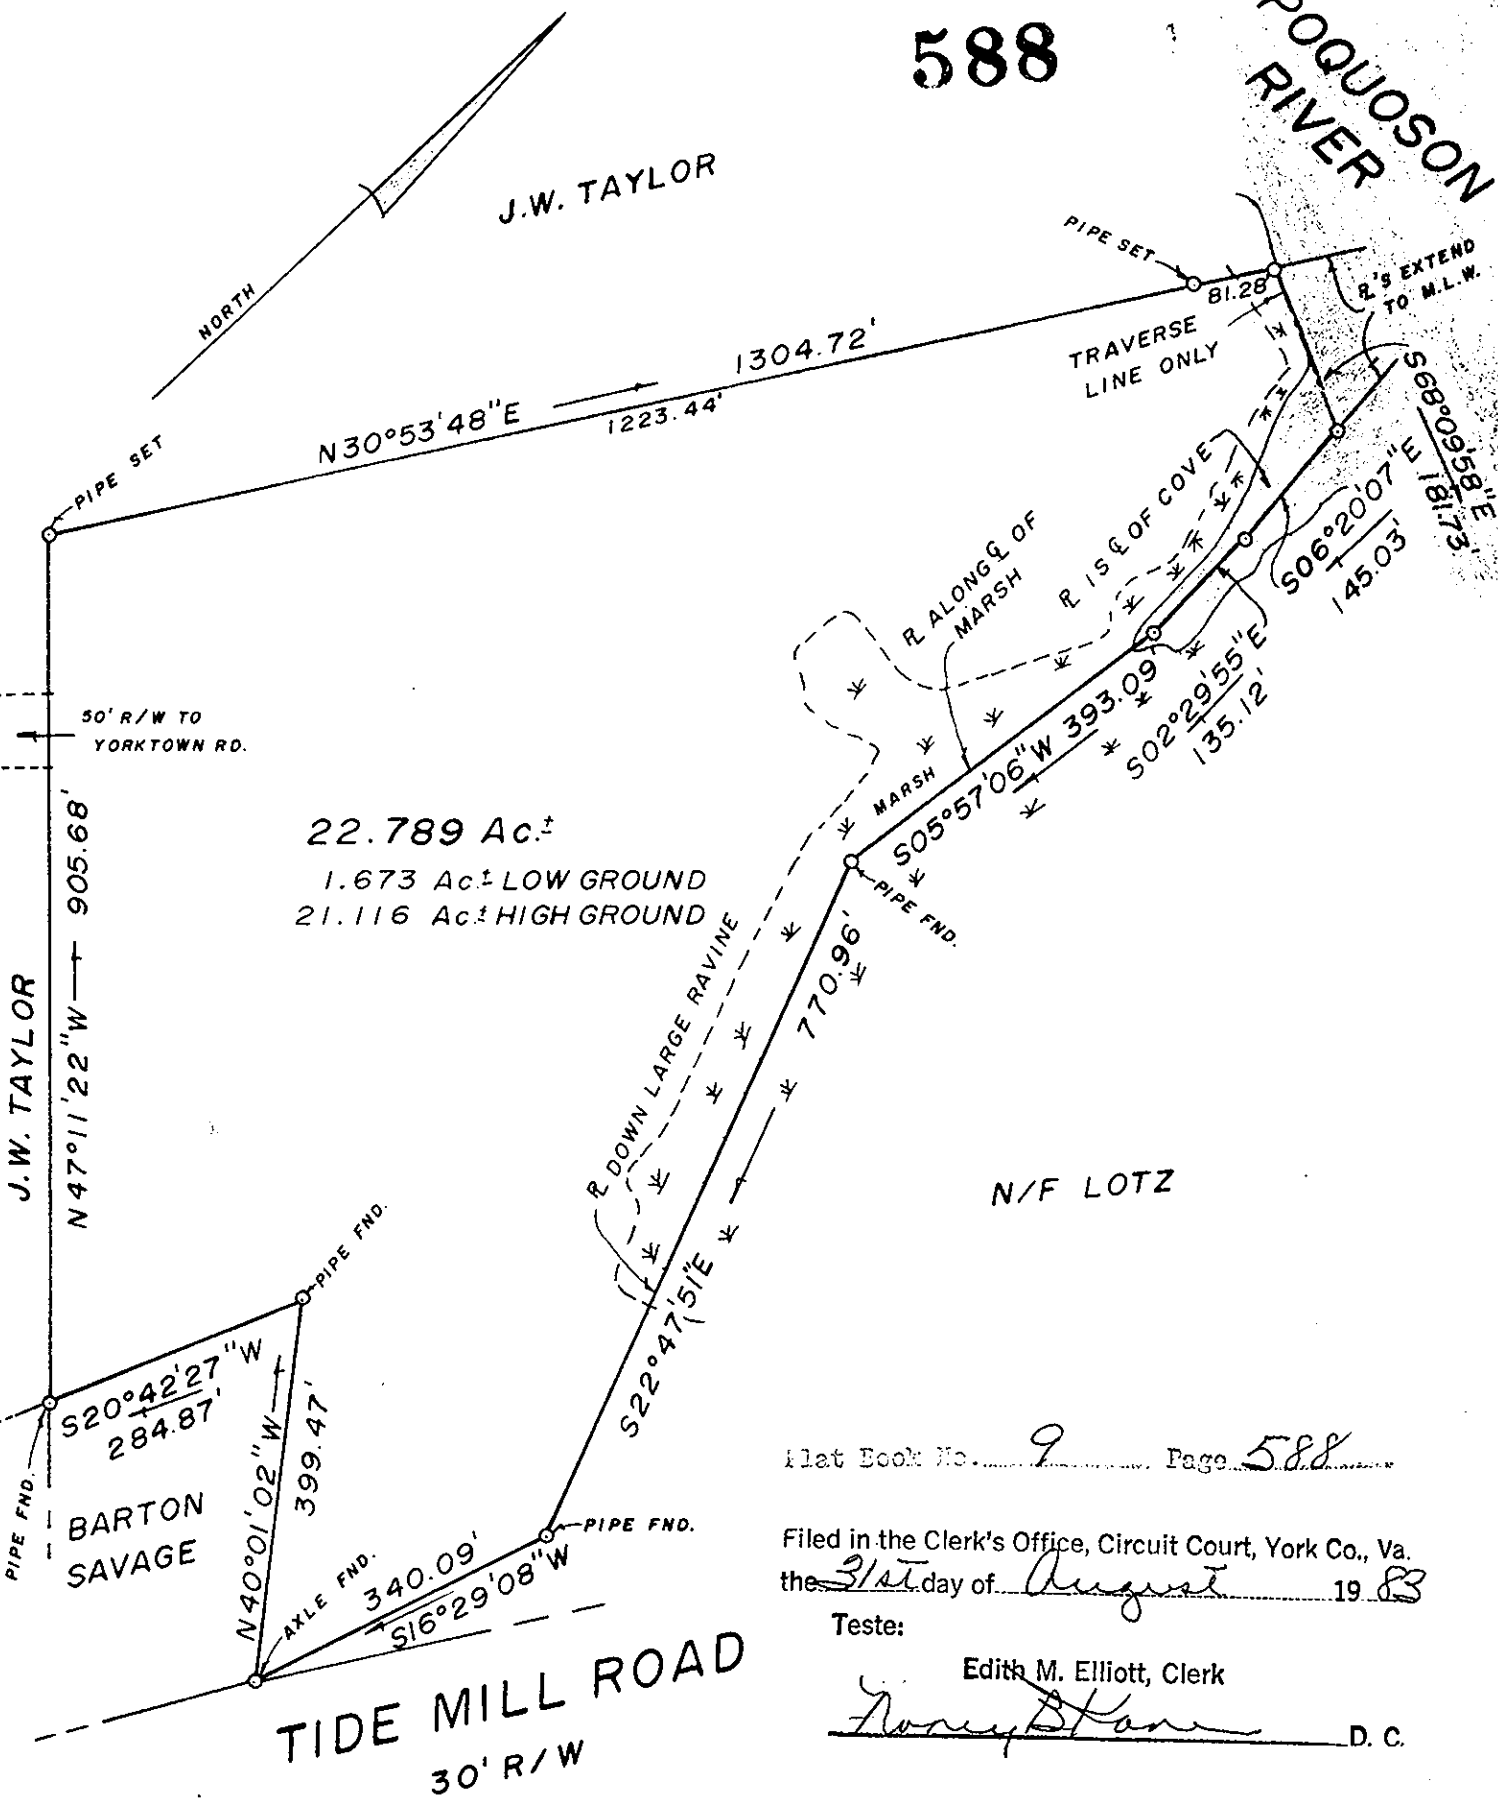 588
POQUOSON
RIVER
J.W. TAYLOR
NORTH
PIPE SET
81.28'
℞'S EXTEND
TO M.L.W.
TRAVERSE
LINE ONLY
1304.72'
N30°53'48"E
1223.44'
PIPE SET
S68°09'58"E
181.73'
S06°20'07"E
145.03'
℞ IS ℄ OF COVE
℞ ALONG ℄ OF
MARSH
S02°29'55"E
135.12'
S05°57'06"W 393.09'
MARSH
50' R/W TO
YORKTOWN RD.
22.789 Ac.±
1.673 Ac.± LOW GROUND
21.116 Ac.± HIGH GROUND
PIPE FND.
J.W. TAYLOR
N47°11'22"W 905.68'
℞ DOWN LARGE RAVINE
770.96'
S22°47'51"E
N/F LOTZ
PIPE FND.
S20°42'27"W
284.87'
PIPE FND.
N40°01'02"W
399.47'
BARTON
SAVAGE
AXLE FND.
340.09'
S16°29'08"W
PIPE FND.
TIDE MILL ROAD
30' R/W
Plat Book No. 9 Page 588
Filed in the Clerk's Office, Circuit Court, York Co., Va.
the 31st day of August 1983
Teste:
Edith M. Elliott, Clerk
Nancy B Kane D. C.